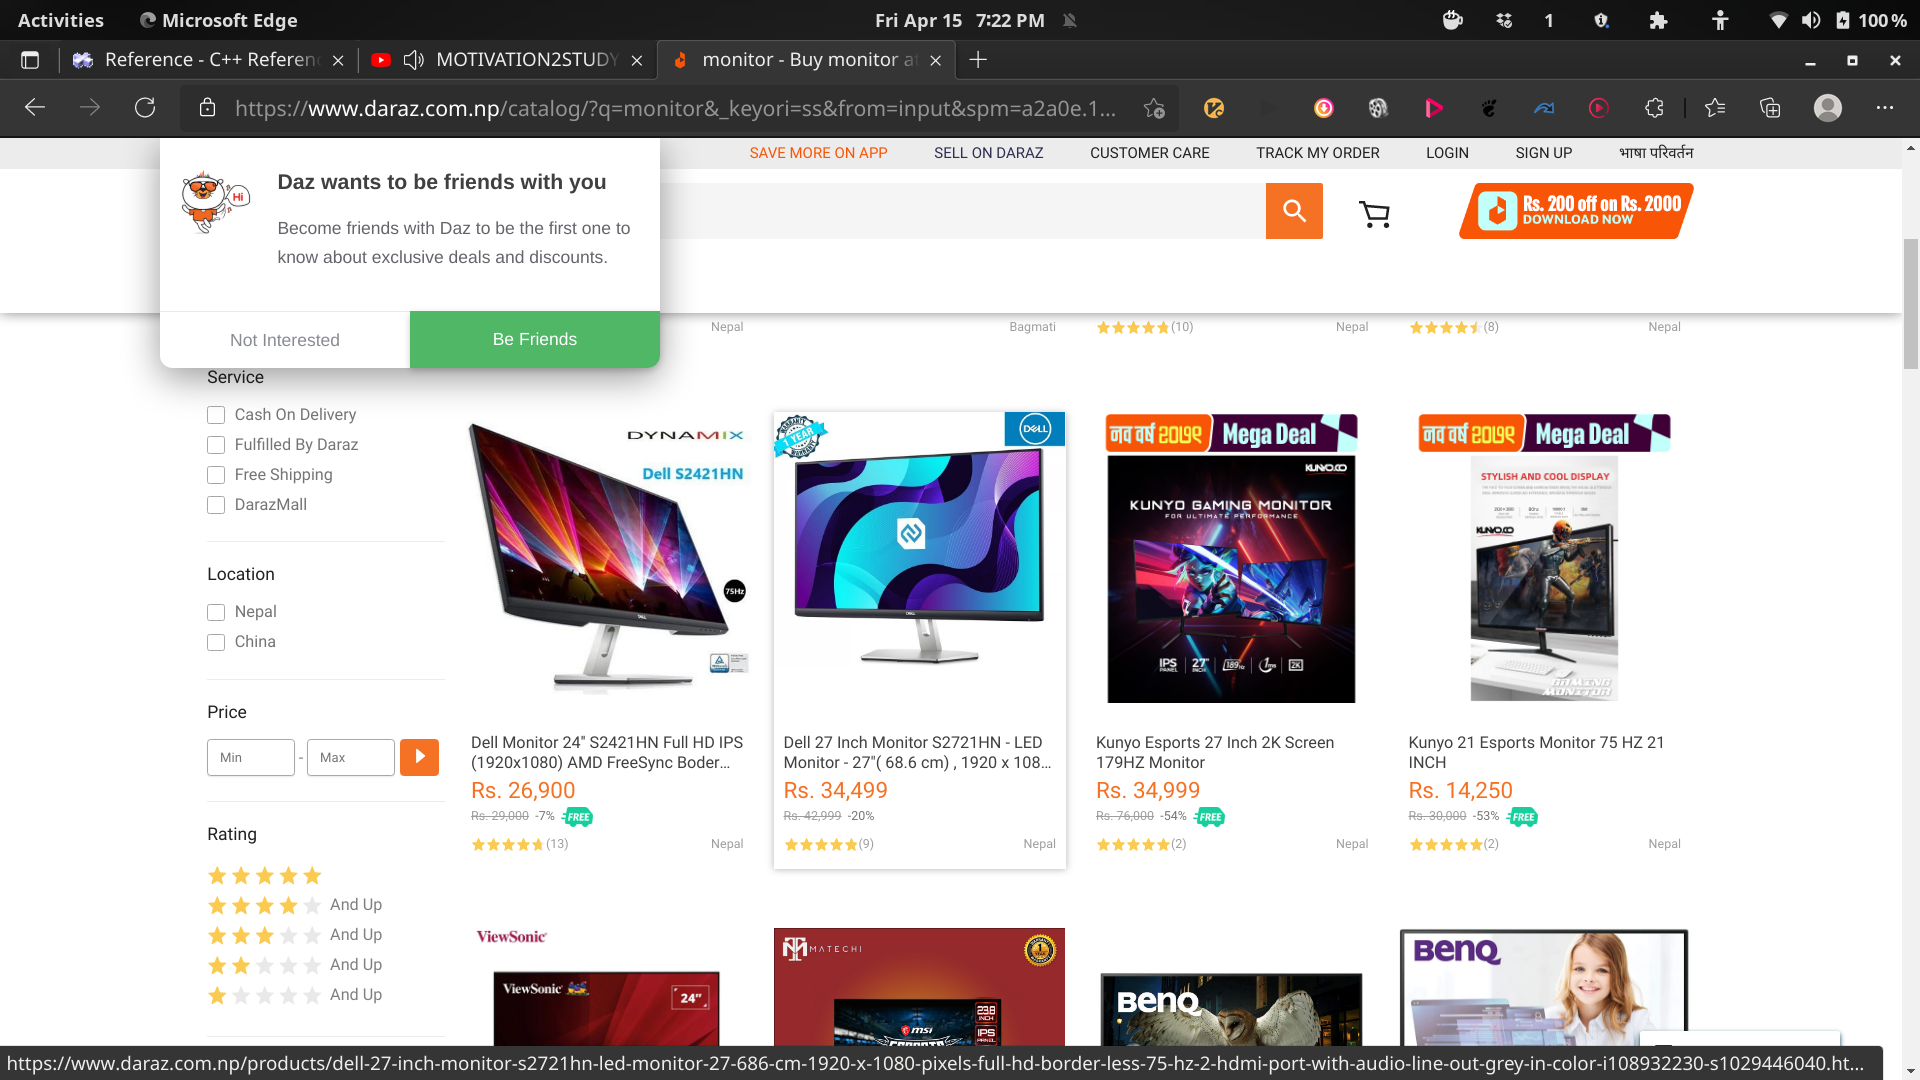 Activities
Microsoft Edge
Fri Apr 15 7:22 PM
1
100 %
Reference - C++ Referenc
MOTIVATION2STUDY
monitor - Buy monitor at
https://www.daraz.com.np/catalog/?q=monitor&_keyori=ss&from=input&spm=a2a0e.1...
SAVE MORE ON APP
SELL ON DARAZ
CUSTOMER CARE
TRACK MY ORDER
LOGIN
SIGN UP
भाषा परिवर्तन
Hi
Daz wants to be friends with you
Become friends with Daz to be the first one to
know about exclusive deals and discounts.
Not Interested
Be Friends
Rs. 200 off on Rs. 2000
DOWNLOAD NOW
Nepal
Bagmati
(10)
Nepal
(8)
Nepal
Service
Cash On Delivery
Fulfilled By Daraz
Free Shipping
DarazMall
Location
Nepal
China
Price
Min
-
Max
Rating
And Up
And Up
And Up
And Up
DYNAMIX
Dell S2421HN
75Hz
Dell Monitor 24" S2421HN Full HD IPS
(1920x1080) AMD FreeSync Boder...
Rs. 26,900
Rs. 29,000 -7% FREE
(13)
Nepal
WARRANTY
1 YEAR
WARRANTY
DELL
Dell 27 Inch Monitor S2721HN - LED
Monitor - 27"( 68.6 cm) , 1920 x 108...
Rs. 34,499
Rs. 42,999 -20%
(9)
Nepal
नव वर्ष २०७९ Mega Deal
KUNYO.CO
KUNYO GAMING MONITOR
FOR ULTIMATE PERFORMANCE
IPS
PANEL
27"
INCH
189Hz
1ms
2K
Kunyo Esports 27 Inch 2K Screen
179HZ Monitor
Rs. 34,999
Rs. 76,000 -54% FREE
(2)
Nepal
नव वर्ष २०७९ Mega Deal
STYLISH AND COOL DISPLAY
KUNYO.CO
GAMING
MONITOR
Kunyo 21 Esports Monitor 75 HZ 21
INCH
Rs. 14,250
Rs. 30,000 -53% FREE
(2)
Nepal
ViewSonic
ViewSonic
24"
MATECHI
1
msi
23.8
INCH
IPS
BENQ
BENQ
https://www.daraz.com.np/products/dell-27-inch-monitor-s2721hn-led-monitor-27-686-cm-1920-x-1080-pixels-full-hd-border-less-75-hz-2-hdmi-port-with-audio-line-out-grey-in-color-i108932230-s1029446040.ht...